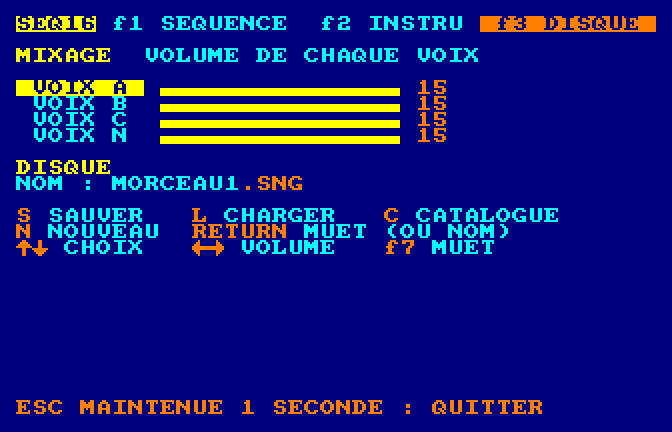 SEQ16 f1 SEQUENCE f2 INSTRU f3 DISQUE
MIXAGE VOLUME DE CHAQUE VOIX
VOIX A 15
VOIX B 15
VOIX C 15
VOIX N 15
DISQUE
NOM : MORCEAU1.SNG
S SAUVER L CHARGER C CATALOGUE
N NOUVEAU RETURN MUET (OU NOM)
↑↓ CHOIX ↔ VOLUME f7 MUET
ESC MAINTENUE 1 SECONDE : QUITTER